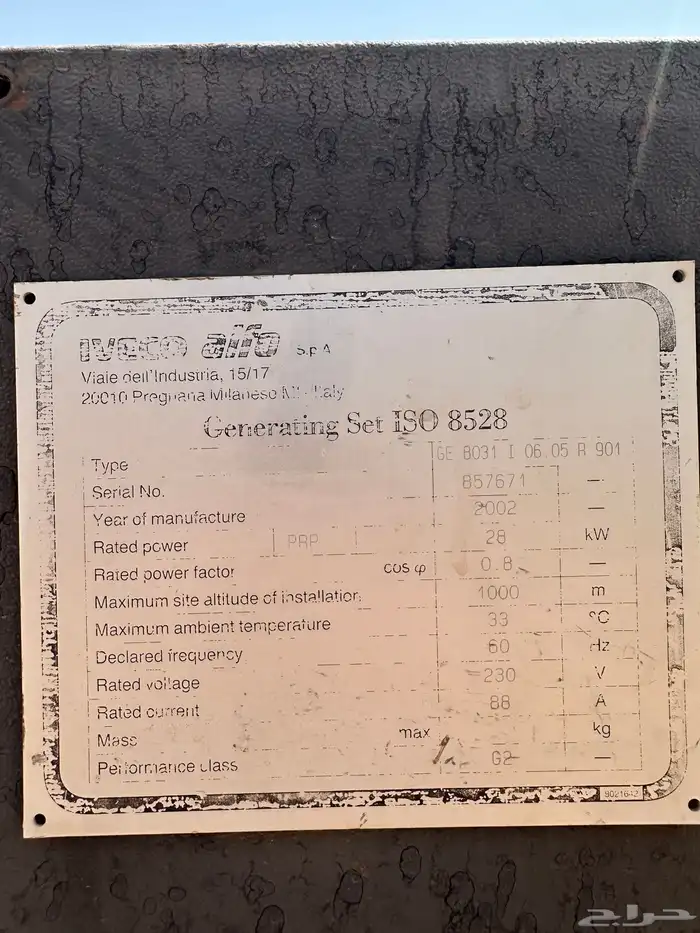 IVECO aifo S.p.A
Viale dell'Industria, 15/17
20010 Pregnana Milanese MI - Italy
Generating Set ISO 8528
Type GE 8031 I 06.05 R 901
Serial No. 857671 —
Year of manufacture 2002 —
Rated power PRP 28 kW
Rated power factor cos φ 0.8 —
Maximum site altitude of installation 1000 m
Maximum ambient temperature 33 °C
Declared frequency 60 Hz
Rated voltage 230 V
Rated current 88 A
Mass max kg
Performance class G2 —
حراج